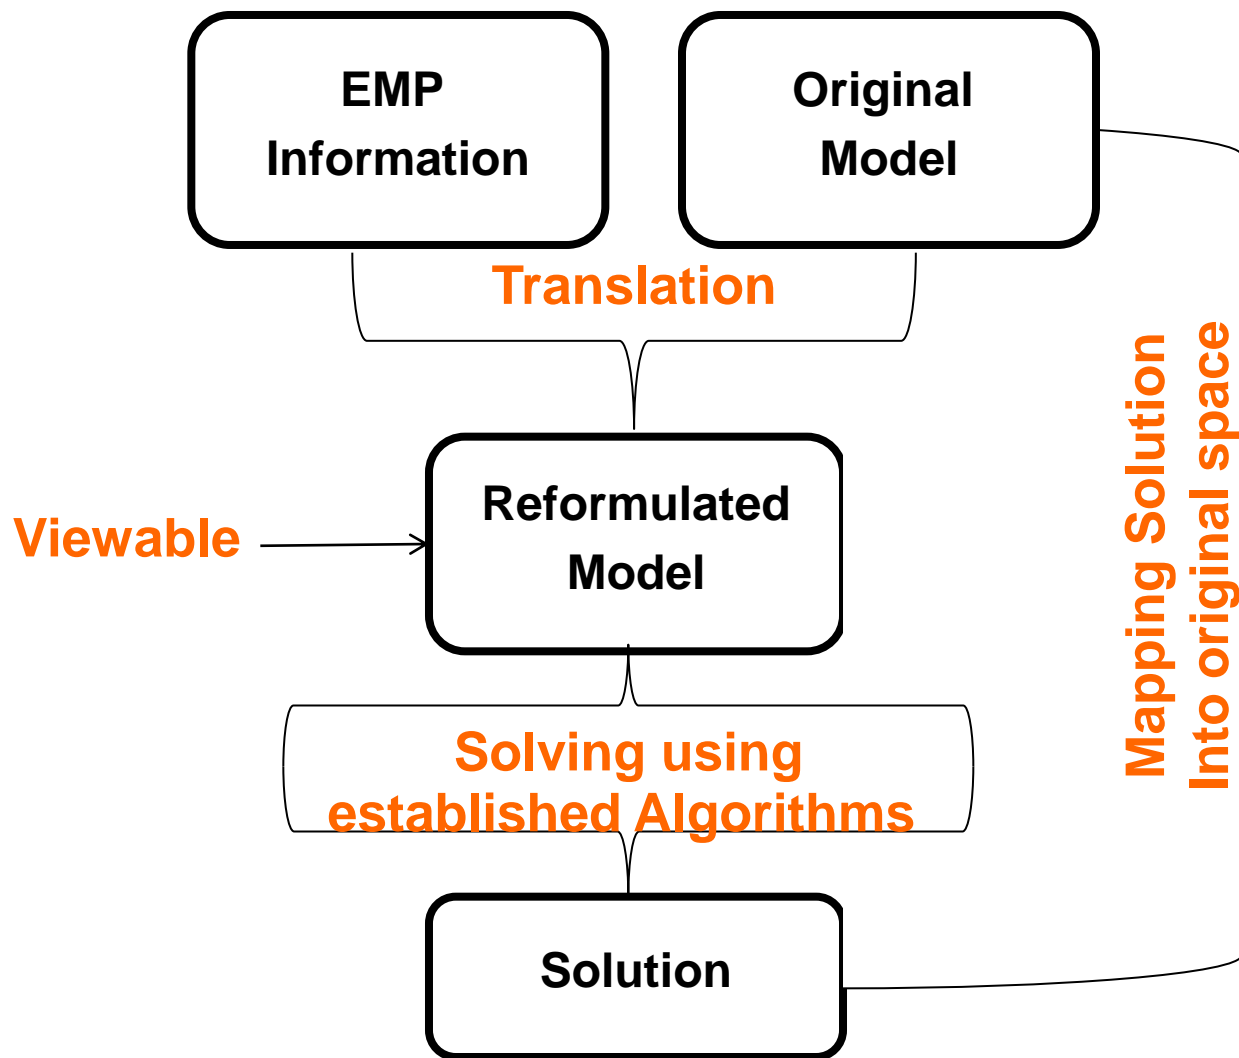 EMP
Information
Original
Model
Translation
Reformulated
Model
Viewable
Mapping Solution
Into original space
Solving using
established Algorithms
Solution